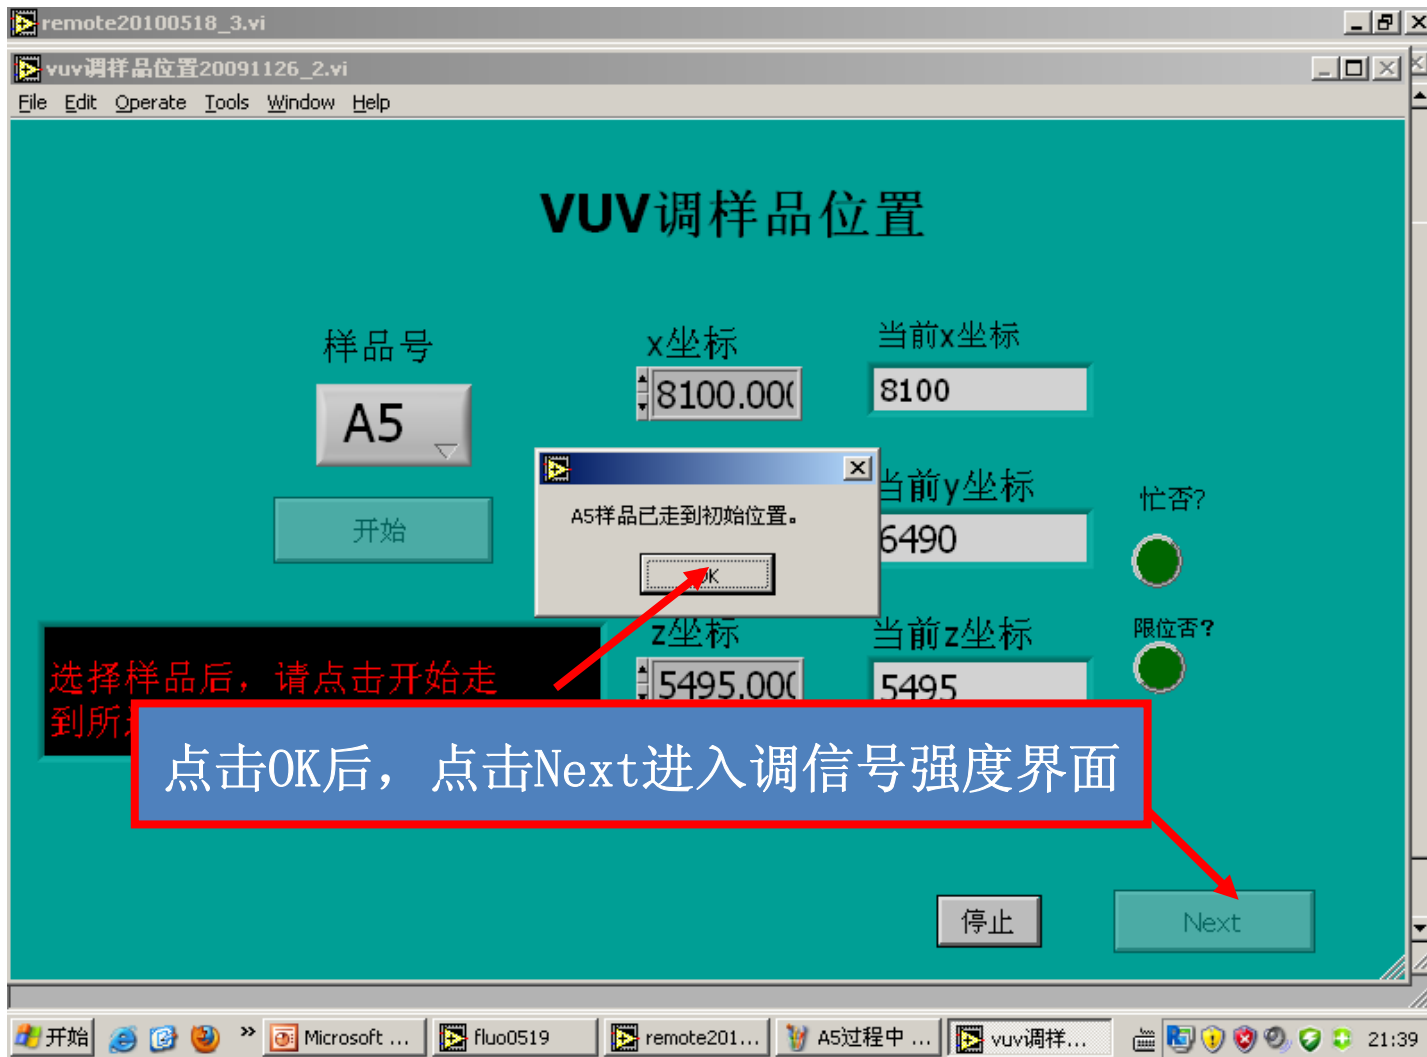 remote20100518_3.vi
vuv调样品位置20091126_2.vi
File Edit Operate Tools Window Help
VUV调样品位置
样品号
x坐标
当前x坐标
A5
8100.00
8100
开始
A5样品已走到初始位置。
OK
当前y坐标
6490
忙否?
限位否?
z坐标
当前z坐标
5495.00
5495
选择样品后，请点击开始走
到所
点击OK后，点击Next进入调信号强度界面
停止
Next
开始
Microsoft ...
fluo0519
remote201...
A5过程中 ...
vuv调样...
21:39